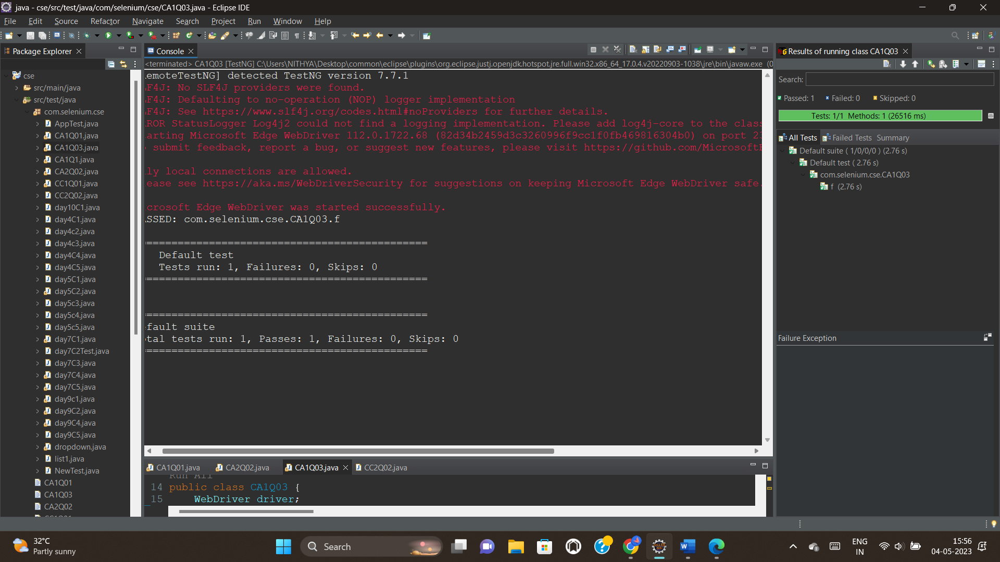 java - cse/src/test/java/com/selenium/cse/CA1Q03.java - Eclipse IDE
File Edit Source Refactor Navigate Search Project Run Window Help
Package Explorer
cse
src/main/java
src/test/java
com.selenium.cse
AppTest.java
CA1Q01.java
CA1Q03.java
CA1Q1.java
CA2Q02.java
CC1Q01.java
CC2Q02.java
day10C1.java
day4C1.java
day4c2.java
day4c3.java
day4C4.java
day4C5.java
day5C1.java
day5C2.java
day5c3.java
day5c4.java
day5c5.java
day7C1.java
day7C2Test.java
day7C3.java
day7C4.java
day7C5.java
day9c1.java
day9C2.java
day9C4.java
day9C5.java
dropdown.java
list1.java
NewTest.java
CA1Q01
CA1Q03
CA2Q02
Console
<terminated> CA1Q03 [TestNG] C:\Users\NITHYA\Desktop\common\eclipse\plugins\org.eclipse.justj.openjdk.hotspot.jre.full.win32.x86_64_17.0.4.v20220903-1038\jre\bin\javaw.exe (0
emoteTestNG] detected TestNG version 7.7.1
F4J: No SLF4J providers were found.
F4J: Defaulting to no-operation (NOP) logger implementation
F4J: See https://www.slf4j.org/codes.html#noProviders for further details.
ROR StatusLogger Log4j2 could not find a logging implementation. Please add log4j-core to the clas
arting Microsoft Edge WebDriver 112.0.1722.68 (82d34b2459d3c3260996f9cc1f0fb469816304b0) on port 2
submit feedback, report a bug, or suggest new features, please visit https://github.com/Microsoft
ly local connections are allowed.
ease see https://aka.ms/WebDriverSecurity for suggestions on keeping Microsoft Edge WebDriver safe.
crosoft Edge WebDriver was started successfully.
SSED: com.selenium.cse.CA1Q03.f
=============================================
Default test
Tests run: 1, Failures: 0, Skips: 0
=============================================
=============================================
fault suite
tal tests run: 1, Passes: 1, Failures: 0, Skips: 0
=============================================
CA1Q01.java CA2Q02.java CA1Q03.java CC2Q02.java
Run All
14 public class CA1Q03 {
15 WebDriver driver;
Results of running class CA1Q03
Search:
Passed: 1 Failed: 0 Skipped: 0
Tests: 1/1 Methods: 1 (26516 ms)
All Tests Failed Tests Summary
Default suite ( 1/0/0/0 ) (2.76 s)
Default test ( 2.76 s)
com.selenium.cse.CA1Q03
f (2.76 s)
Failure Exception
32°C
Partly sunny
Search
ENG
IN
15:56
04-05-2023